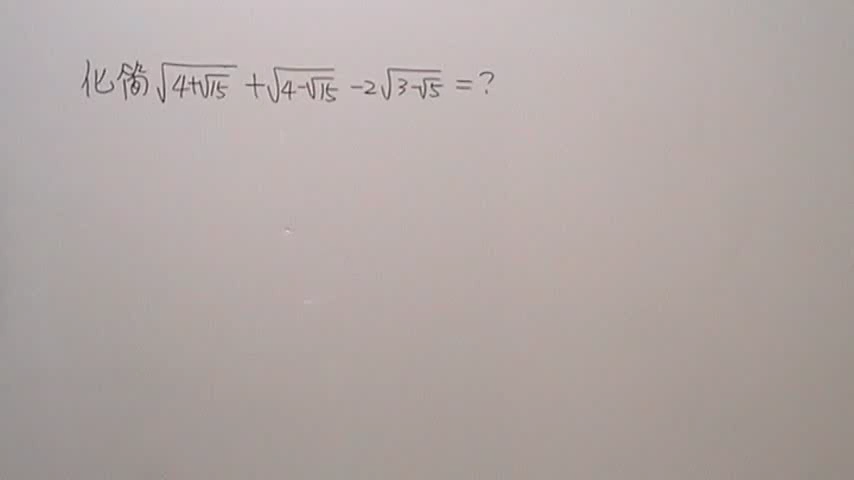 化简√(4+√15) + √(4-√15) -2√(3-√5) = ?